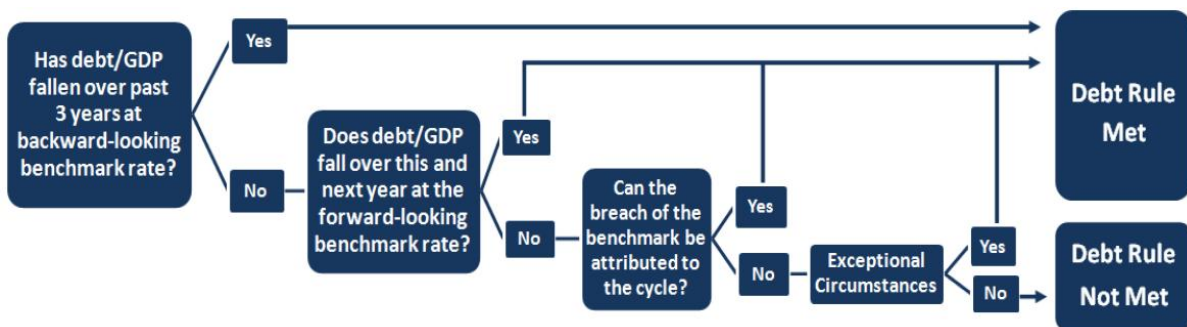 Has debt/GDP
fallen over past
3 years at
backward-looking
benchmark rate?
Yes
No
Does debt/GDP
fall over this and
next year at the
forward-looking
benchmark rate?
Yes
No
Can the
breach of the
benchmark be
attributed to
the cycle?
Yes
No
Exceptional
Circumstances
Yes
No
Debt Rule
Met
Debt Rule
Not Met